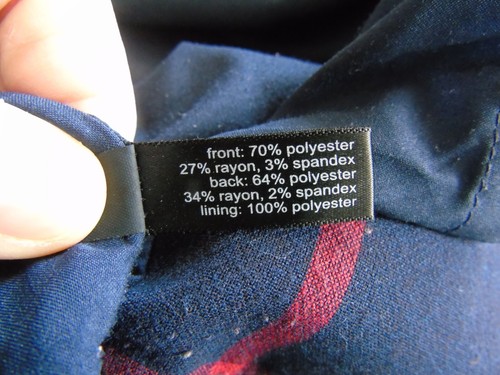 front: 70% polyester
27% rayon, 3% spandex
back: 64% polyester
34% rayon, 2% spandex
lining: 100% polyester